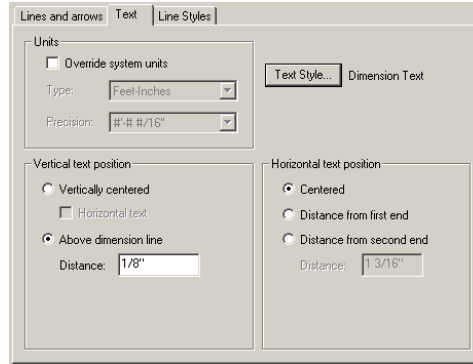 Lines and arrows Text Line Styles
Units
Override system units
Type: Feet-Inches
Precision: #'-# #/16"
Text Style... Dimension Text
Vertical text position
Vertically centered
Horizontal text
Above dimension line
Distance: 1/8"
Horizontal text position
Centered
Distance from first end
Distance from second end
Distance: 1 3/16"